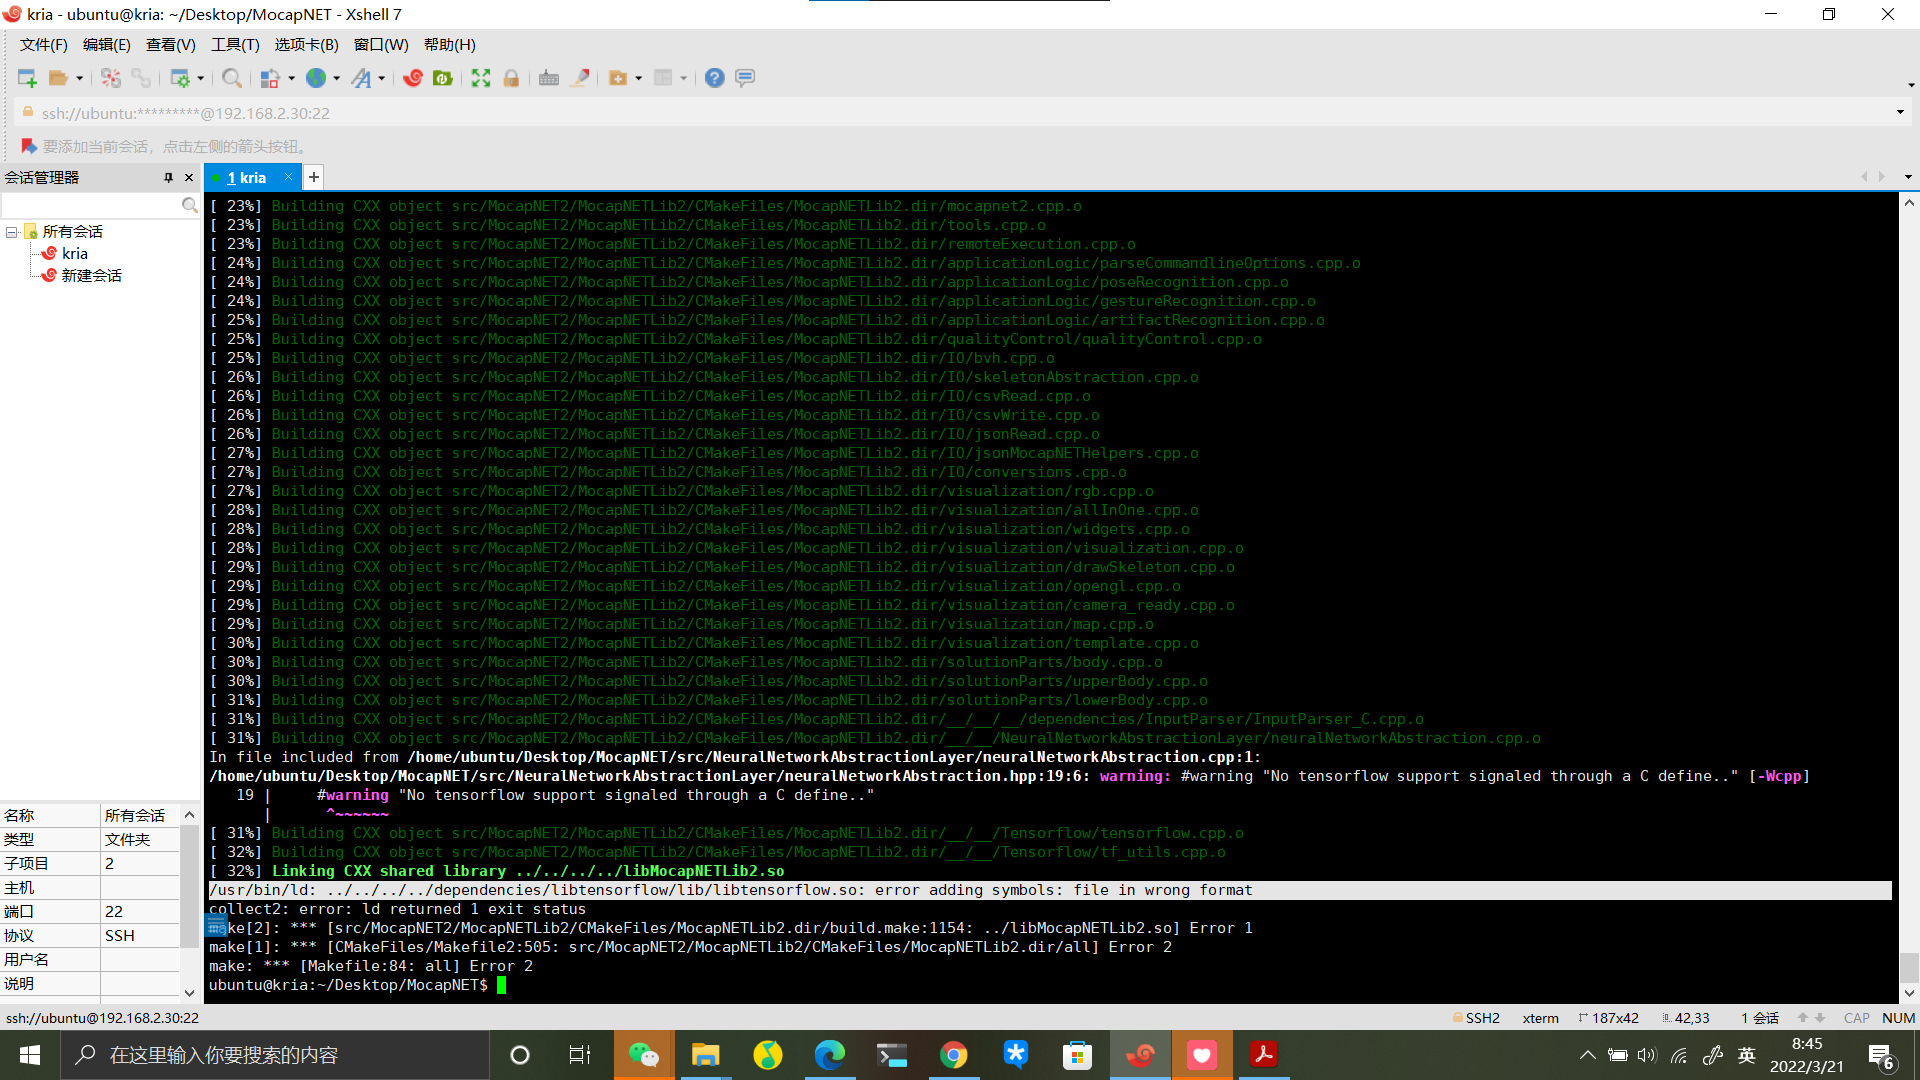 kria - ubuntu@kria: ~/Desktop/MocapNET - Xshell 7
文件(F) 编辑(E) 查看(V) 工具(T) 选项卡(B) 窗口(W) 帮助(H)
ssh://ubuntu:*********@192.168.2.30:22
要添加当前会话，点击左侧的箭头按钮。
会话管理器
所有会话
kria
新建会话
名称 所有会话
类型 文件夹
子项目 2
主机
端口 22
协议 SSH
用户名
说明
1 kria
[ 23%] Building CXX object src/MocapNET2/MocapNETLib2/CMakeFiles/MocapNETLib2.dir/mocapnet2.cpp.o
[ 23%] Building CXX object src/MocapNET2/MocapNETLib2/CMakeFiles/MocapNETLib2.dir/tools.cpp.o
[ 23%] Building CXX object src/MocapNET2/MocapNETLib2/CMakeFiles/MocapNETLib2.dir/remoteExecution.cpp.o
[ 24%] Building CXX object src/MocapNET2/MocapNETLib2/CMakeFiles/MocapNETLib2.dir/applicationLogic/parseCommandlineOptions.cpp.o
[ 24%] Building CXX object src/MocapNET2/MocapNETLib2/CMakeFiles/MocapNETLib2.dir/applicationLogic/poseRecognition.cpp.o
[ 24%] Building CXX object src/MocapNET2/MocapNETLib2/CMakeFiles/MocapNETLib2.dir/applicationLogic/gestureRecognition.cpp.o
[ 25%] Building CXX object src/MocapNET2/MocapNETLib2/CMakeFiles/MocapNETLib2.dir/applicationLogic/artifactRecognition.cpp.o
[ 25%] Building CXX object src/MocapNET2/MocapNETLib2/CMakeFiles/MocapNETLib2.dir/qualityControl/qualityControl.cpp.o
[ 25%] Building CXX object src/MocapNET2/MocapNETLib2/CMakeFiles/MocapNETLib2.dir/IO/bvh.cpp.o
[ 26%] Building CXX object src/MocapNET2/MocapNETLib2/CMakeFiles/MocapNETLib2.dir/IO/skeletonAbstraction.cpp.o
[ 26%] Building CXX object src/MocapNET2/MocapNETLib2/CMakeFiles/MocapNETLib2.dir/IO/csvRead.cpp.o
[ 26%] Building CXX object src/MocapNET2/MocapNETLib2/CMakeFiles/MocapNETLib2.dir/IO/csvWrite.cpp.o
[ 26%] Building CXX object src/MocapNET2/MocapNETLib2/CMakeFiles/MocapNETLib2.dir/IO/jsonRead.cpp.o
[ 27%] Building CXX object src/MocapNET2/MocapNETLib2/CMakeFiles/MocapNETLib2.dir/IO/jsonMocapNETHelpers.cpp.o
[ 27%] Building CXX object src/MocapNET2/MocapNETLib2/CMakeFiles/MocapNETLib2.dir/IO/conversions.cpp.o
[ 27%] Building CXX object src/MocapNET2/MocapNETLib2/CMakeFiles/MocapNETLib2.dir/visualization/rgb.cpp.o
[ 28%] Building CXX object src/MocapNET2/MocapNETLib2/CMakeFiles/MocapNETLib2.dir/visualization/allInOne.cpp.o
[ 28%] Building CXX object src/MocapNET2/MocapNETLib2/CMakeFiles/MocapNETLib2.dir/visualization/widgets.cpp.o
[ 28%] Building CXX object src/MocapNET2/MocapNETLib2/CMakeFiles/MocapNETLib2.dir/visualization/visualization.cpp.o
[ 29%] Building CXX object src/MocapNET2/MocapNETLib2/CMakeFiles/MocapNETLib2.dir/visualization/drawSkeleton.cpp.o
[ 29%] Building CXX object src/MocapNET2/MocapNETLib2/CMakeFiles/MocapNETLib2.dir/visualization/opengl.cpp.o
[ 29%] Building CXX object src/MocapNET2/MocapNETLib2/CMakeFiles/MocapNETLib2.dir/visualization/camera_ready.cpp.o
[ 29%] Building CXX object src/MocapNET2/MocapNETLib2/CMakeFiles/MocapNETLib2.dir/visualization/map.cpp.o
[ 30%] Building CXX object src/MocapNET2/MocapNETLib2/CMakeFiles/MocapNETLib2.dir/visualization/template.cpp.o
[ 30%] Building CXX object src/MocapNET2/MocapNETLib2/CMakeFiles/MocapNETLib2.dir/solutionParts/body.cpp.o
[ 30%] Building CXX object src/MocapNET2/MocapNETLib2/CMakeFiles/MocapNETLib2.dir/solutionParts/upperBody.cpp.o
[ 31%] Building CXX object src/MocapNET2/MocapNETLib2/CMakeFiles/MocapNETLib2.dir/solutionParts/lowerBody.cpp.o
[ 31%] Building CXX object src/MocapNET2/MocapNETLib2/CMakeFiles/MocapNETLib2.dir/__/__/__/dependencies/InputParser/InputParser_C.cpp.o
[ 31%] Building CXX object src/MocapNET2/MocapNETLib2/CMakeFiles/MocapNETLib2.dir/__/__/NeuralNetworkAbstractionLayer/neuralNetworkAbstraction.cpp.o
In file included from /home/ubuntu/Desktop/MocapNET/src/NeuralNetworkAbstractionLayer/neuralNetworkAbstraction.cpp:1:
/home/ubuntu/Desktop/MocapNET/src/NeuralNetworkAbstractionLayer/neuralNetworkAbstraction.hpp:19:6: warning: #warning "No tensorflow support signaled through a C define.." [-Wcpp]
19 | #warning "No tensorflow support signaled through a C define.."
| ^~~~~~~
[ 31%] Building CXX object src/MocapNET2/MocapNETLib2/CMakeFiles/MocapNETLib2.dir/__/__/Tensorflow/tensorflow.cpp.o
[ 32%] Building CXX object src/MocapNET2/MocapNETLib2/CMakeFiles/MocapNETLib2.dir/__/__/Tensorflow/tf_utils.cpp.o
[ 32%] Linking CXX shared library ../../../../libMocapNETLib2.so
/usr/bin/ld: ../../../../dependencies/libtensorflow/lib/libtensorflow.so: error adding symbols: file in wrong format
collect2: error: ld returned 1 exit status
make[2]: *** [src/MocapNET2/MocapNETLib2/CMakeFiles/MocapNETLib2.dir/build.make:1154: ../libMocapNETLib2.so] Error 1
make[1]: *** [CMakeFiles/Makefile2:505: src/MocapNET2/MocapNETLib2/CMakeFiles/MocapNETLib2.dir/all] Error 2
make: *** [Makefile:84: all] Error 2
ubuntu@kria:~/Desktop/MocapNET$
ssh://ubuntu@192.168.2.30:22 SSH2 xterm 187x42 42,33 1 会话 CAP NUM
在这里输入你要搜索的内容
英
8:45
2022/3/21
6